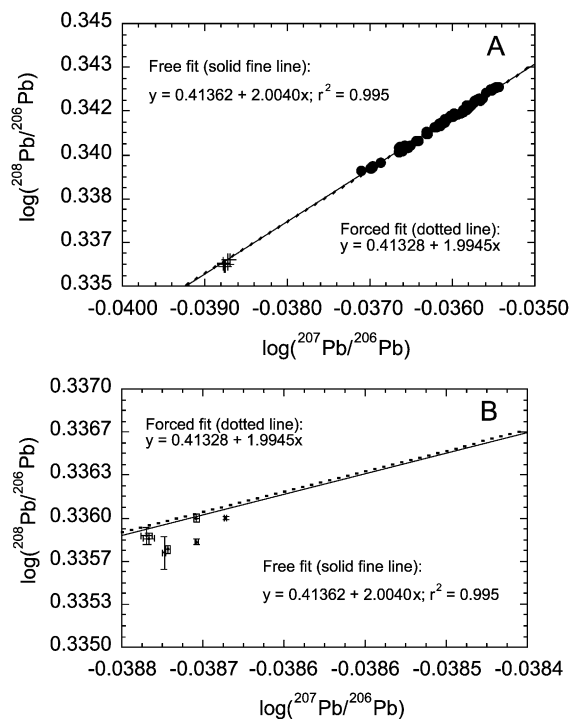 0.345
A
Free fit (solid fine line):
y = 0.41362 + 2.0040x; r² = 0.995
0.343
0.342
0.340
0.338
0.336
0.335
log(²⁰⁸Pb/²⁰⁶Pb)
Forced fit (dotted line):
y = 0.41328 + 1.9945x
-0.0400 -0.0390 -0.0380 -0.0370 -0.0360 -0.0350
log(²⁰⁷Pb/²⁰⁶Pb)
0.3370
B
Forced fit (dotted line):
y = 0.41328 + 1.9945x
0.3367
0.3363
0.3360
0.3357
0.3353
0.3350
log(²⁰⁸Pb/²⁰⁶Pb)
Free fit (solid fine line):
y = 0.41362 + 2.0040x; r² = 0.995
-0.0388 -0.0387 -0.0386 -0.0386 -0.0385 -0.0384
log(²⁰⁷Pb/²⁰⁶Pb)